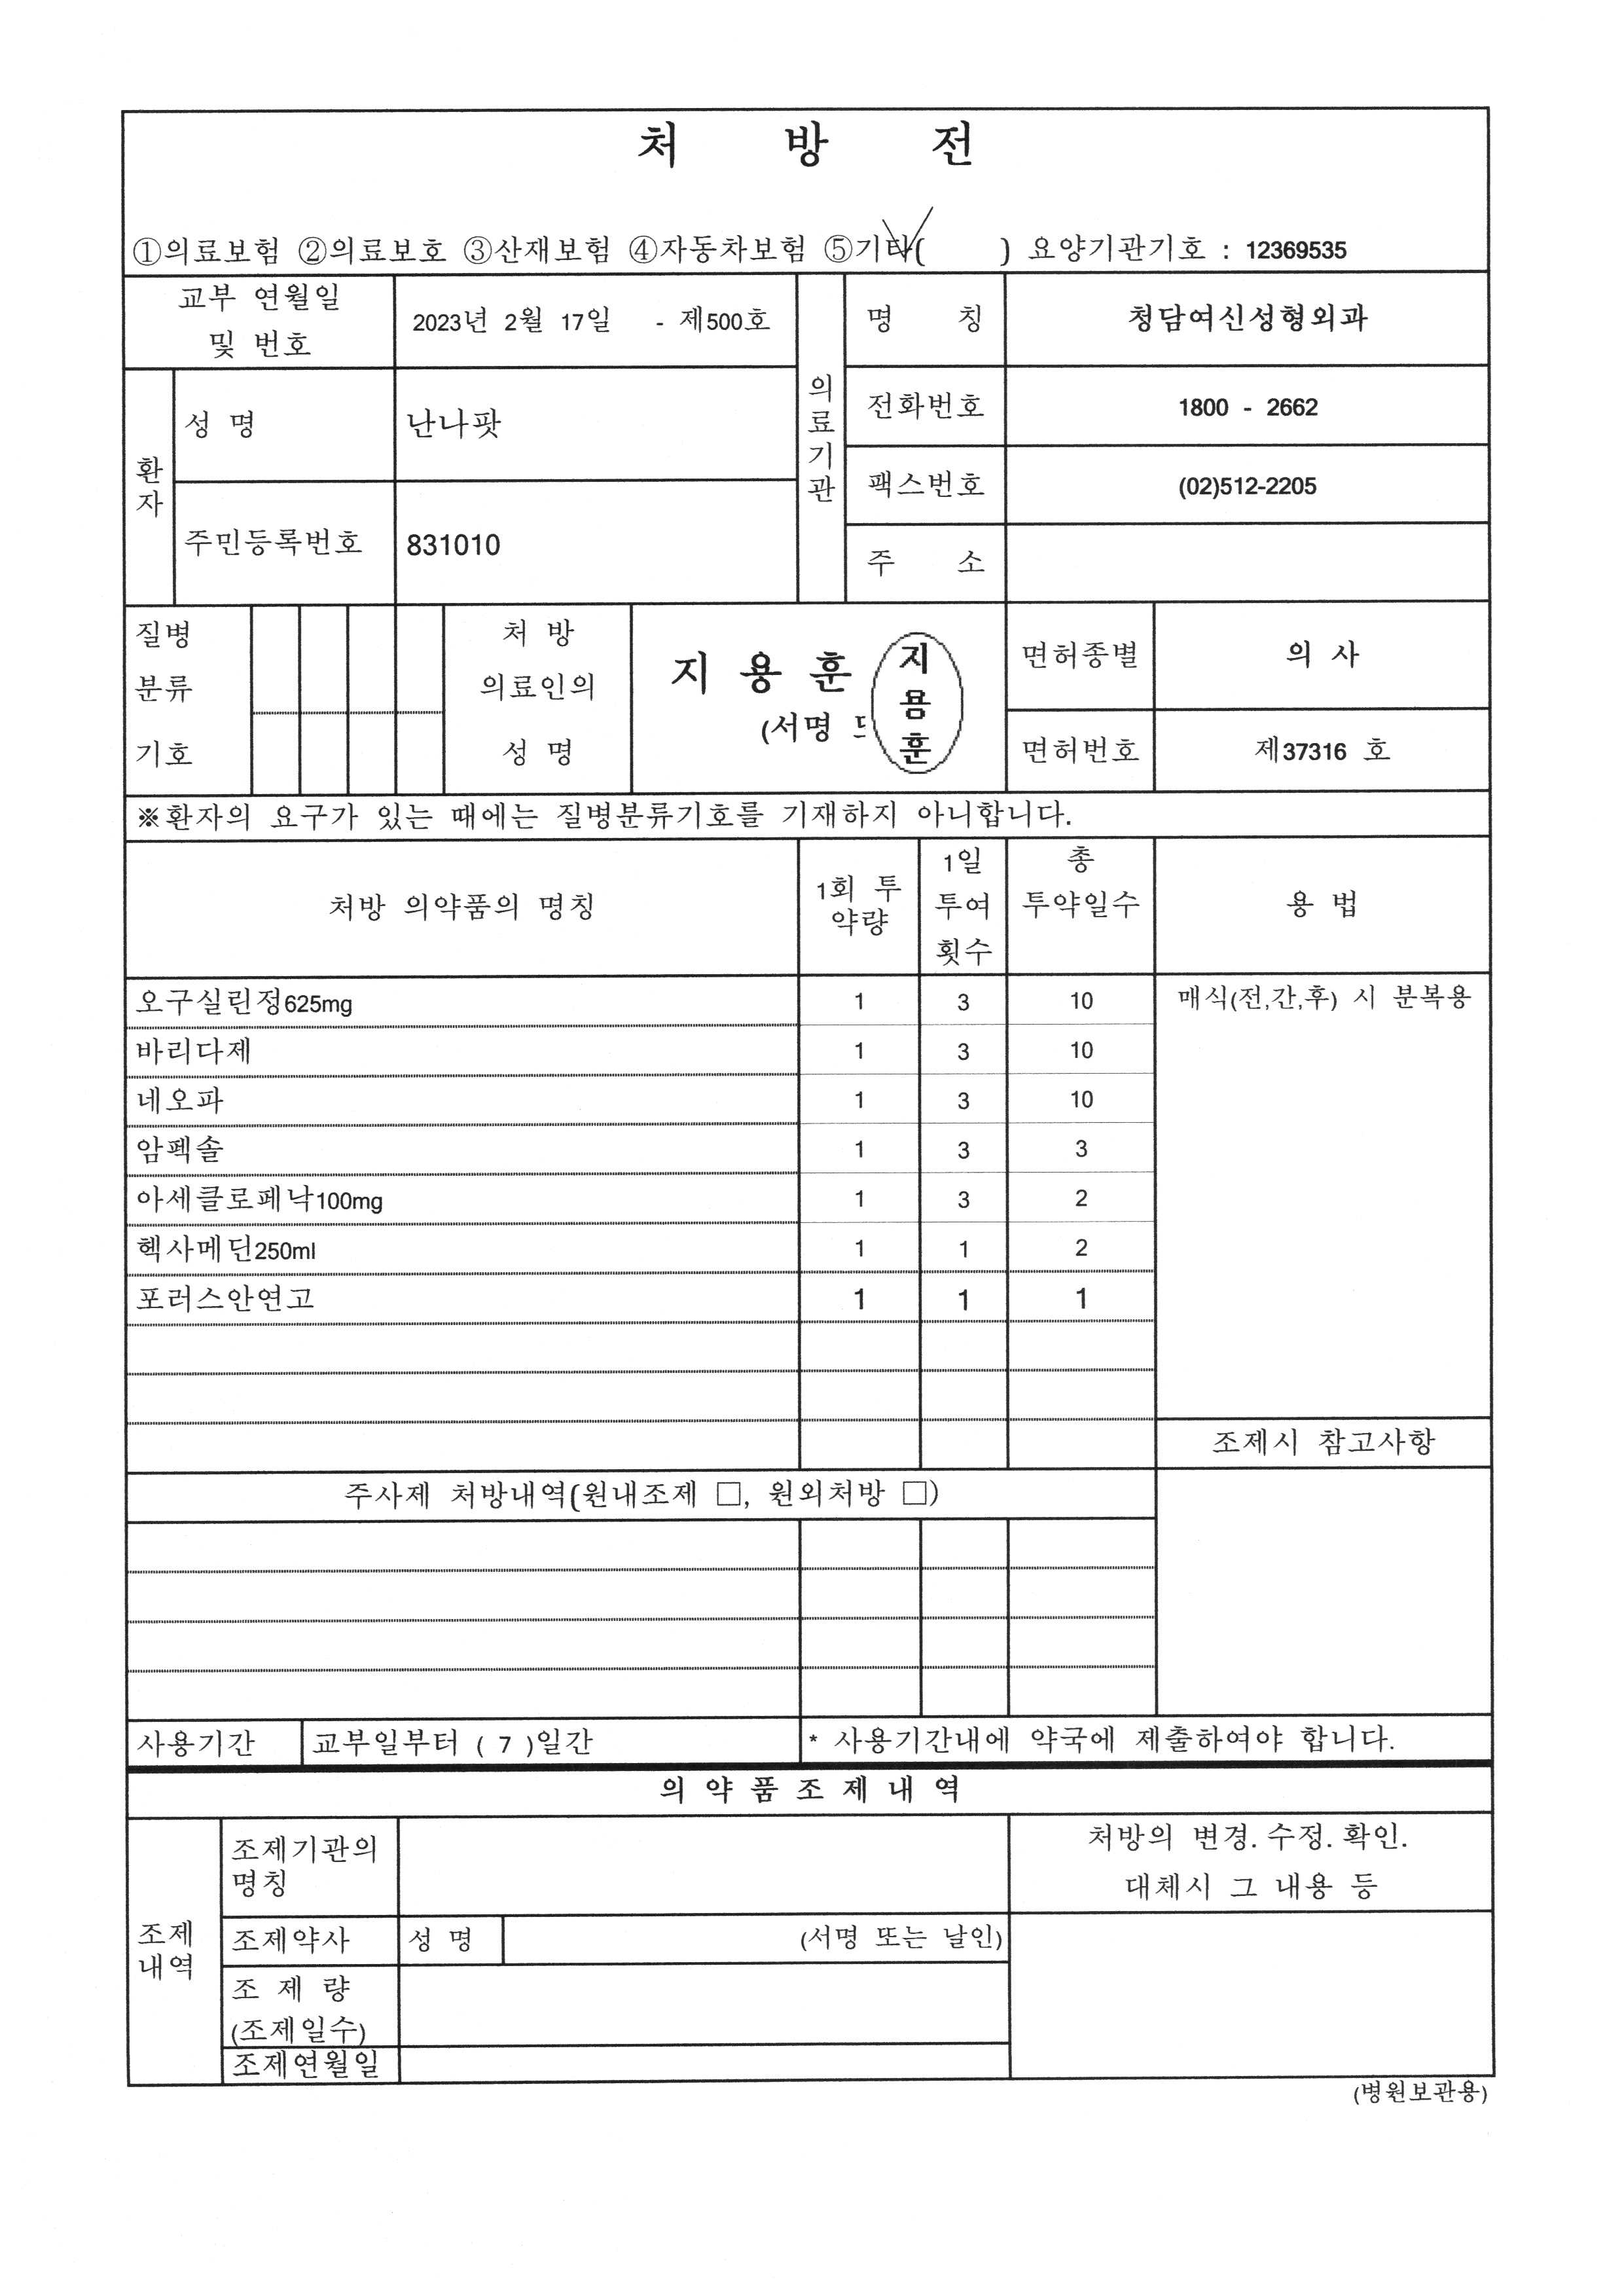 처 방 전
①의료보험 ②의료보호 ③산재보험 ④자동차보험 ⑤기타( ) 요양기관기호 : 12369535
교부 연월일
및 번호
2023년 2월 17일 - 제500호
의료기관
명 칭
청담여신성형외과
환자
성 명
난나팟
전화번호
1800 - 2662
팩스번호
(02)512-2205
주민등록번호
831010
주 소
질병
분류
기호
처 방
의료인의
성 명
지 용 훈
(서명
지용훈
면허종별
의 사
면허번호
제37316 호
※환자의 요구가 있는 때에는 질병분류기호를 기재하지 아니합니다.
처방 의약품의 명칭
1회 투
약량
1일
투여
횟수
총
투약일수
용 법
오구실린정625mg 1 3 10 매식(전,간,후) 시 분복용
바리다제 1 3 10
네오파 1 3 10
암펙솔 1 3 3
아세클로페낙100mg 1 3 2
헥사메딘250ml 1 1 2
포러스안연고 1 1 1
조제시 참고사항
주사제 처방내역(원내조제 □, 원외처방 □)
사용기간 교부일부터 ( 7 )일간 * 사용기간내에 약국에 제출하여야 합니다.
의 약 품 조 제 내 역
조제
내역
조제기관의
명칭
처방의 변경. 수정. 확인.
대체시 그 내용 등
조제약사 성 명 (서명 또는 날인)
조 제 량
(조제일수)
조제연월일
(병원보관용)